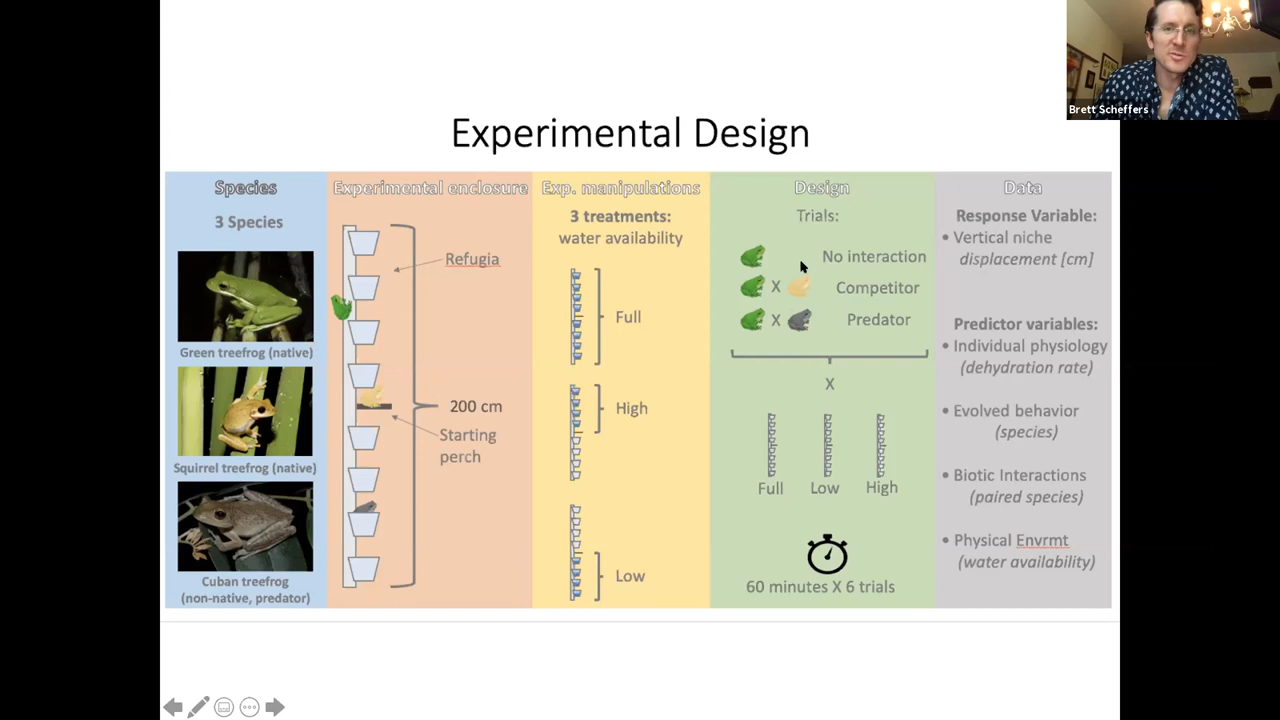 Brett Scheffers
Experimental Design
Species
3 Species
Green treefrog (native)
Squirrel treefrog (native)
Cuban treefrog
(non-native, predator)
Experimental enclosure
Refugia
200 cm
Starting
perch
Exp. manipulations
3 treatments:
water availability
Full
High
Low
Design
Trials:
No interaction
X
Competitor
X
Predator
X
Full
Low
High
60 minutes X 6 trials
Data
Response Variable:
• Vertical niche
displacement [cm]
Predictor variables:
• Individual physiology
(dehydration rate)
• Evolved behavior
(species)
• Biotic Interactions
(paired species)
• Physical Envrmt
(water availability)